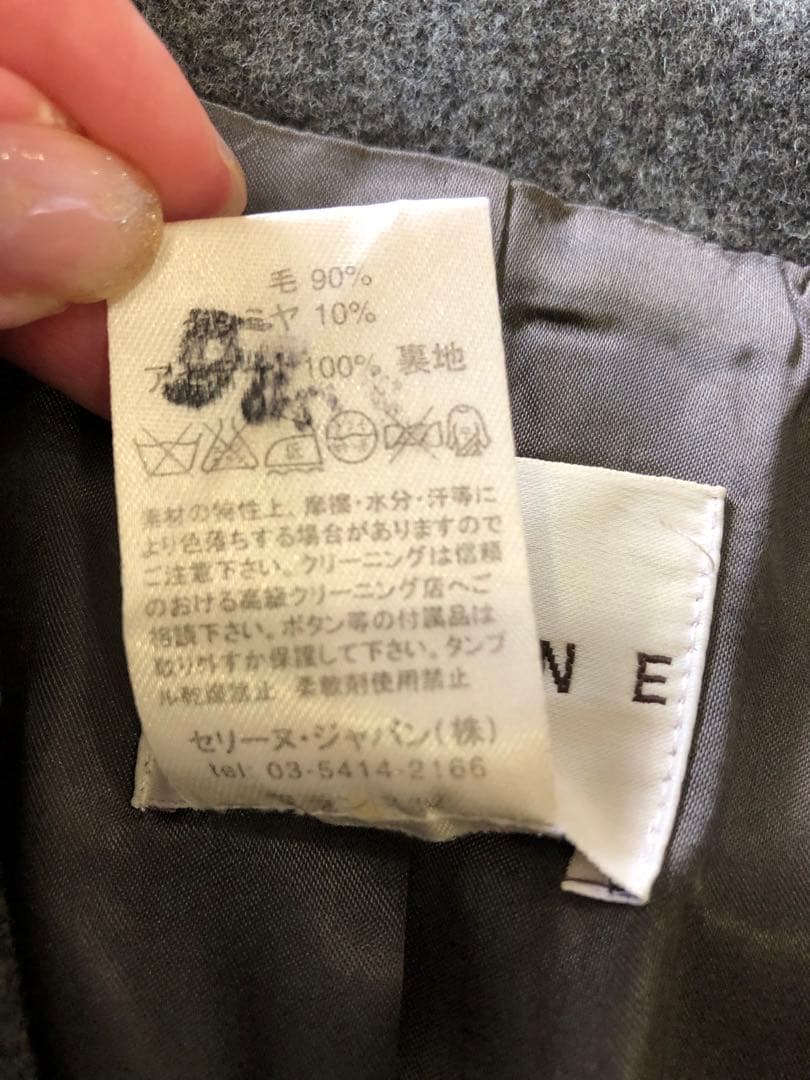 毛 90%
ミヤ 10%
100% 裏地
素材の特性上、摩擦・水分・汗等に
より色落ちする場合がありますので
ご注意下さい。クリーニングは信頼
のおける高級クリーニング店へご
相談下さい。ボタン等の付属品は
取り外すか保護して下さい。タンブ
ル乾燥禁止 柔軟剤使用禁止
セリーヌ・ジャパン(株)
tel: 03-5414-2166
N E